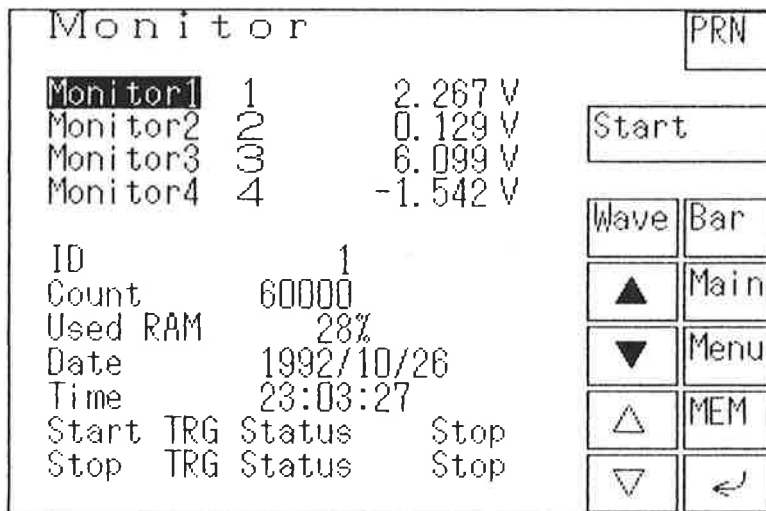 Monitor
PRN
Monitor1 1 2.267 V
Monitor2 2 0.129 V
Monitor3 3 6.099 V
Monitor4 4 -1.542 V
Start
Wave Bar
ID 1
Count 60000
Used RAM 28%
Date 1992/10/26
Time 23:03:27
Start TRG Status Stop
Stop TRG Status Stop
Main
Menu
MEM